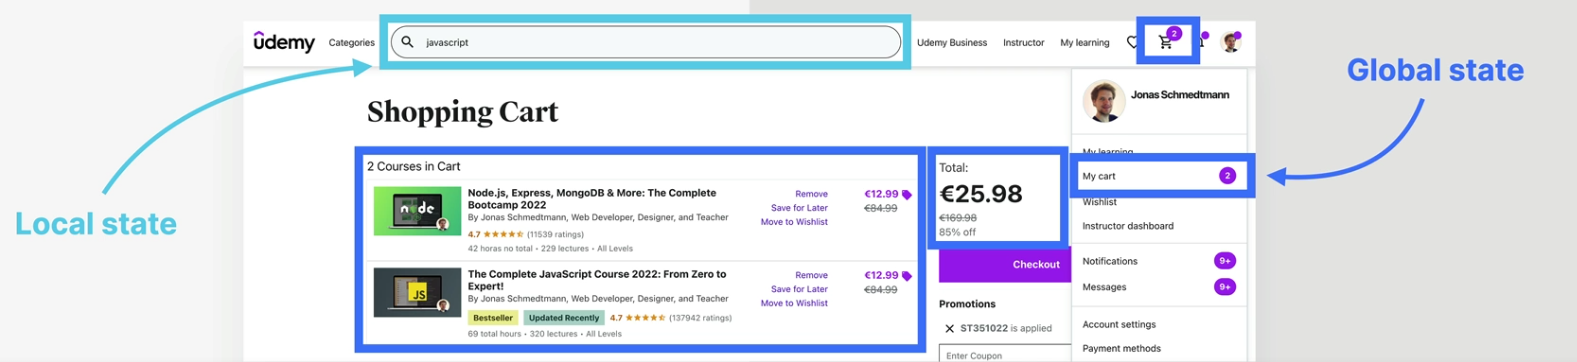 Local state
Global state
udemy
Categories
javascript
Udemy Business
Instructor
My learning
2
Shopping Cart
2 Courses in Cart
node
Node.js, Express, MongoDB & More: The Complete
Bootcamp 2022
By Jonas Schmedtmann, Web Developer, Designer, and Teacher
4.7 (11539 ratings)
42 horas no total • 229 lectures • All Levels
Remove
Save for Later
Move to Wishlist
€12.99
€84.99
JS
The Complete JavaScript Course 2022: From Zero to
Expert!
By Jonas Schmedtmann, Web Developer, Designer, and Teacher
Bestseller
Updated Recently
4.7 (137942 ratings)
69 total hours • 320 lectures • All Levels
Remove
Save for Later
Move to Wishlist
€12.99
€84.99
Total:
€25.98
€169.98
85% off
Checkout
Promotions
ST351022 is applied
Enter Coupon
Jonas Schmedtmann
My learning
My cart
2
Wishlist
Instructor dashboard
Notifications
9+
Messages
9+
Account settings
Payment methods